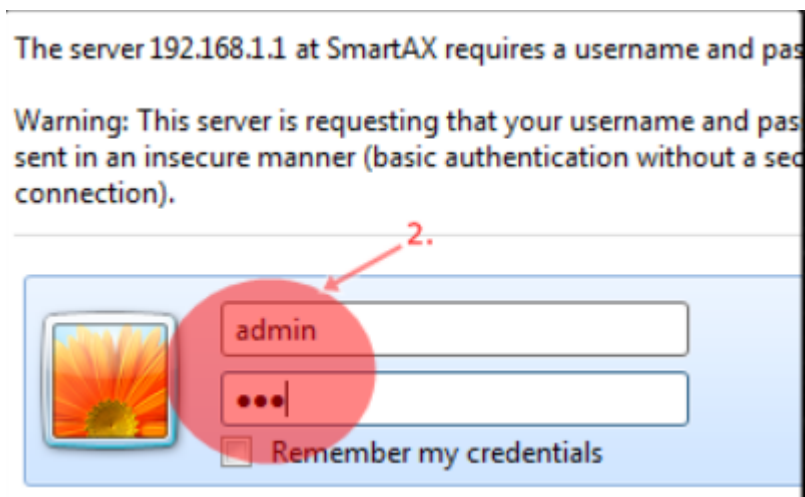 The server 192.168.1.1 at SmartAX requires a username and pas
Warning: This server is requesting that your username and pas
sent in an insecure manner (basic authentication without a sec
connection).
2.
admin
•••
Remember my credentials